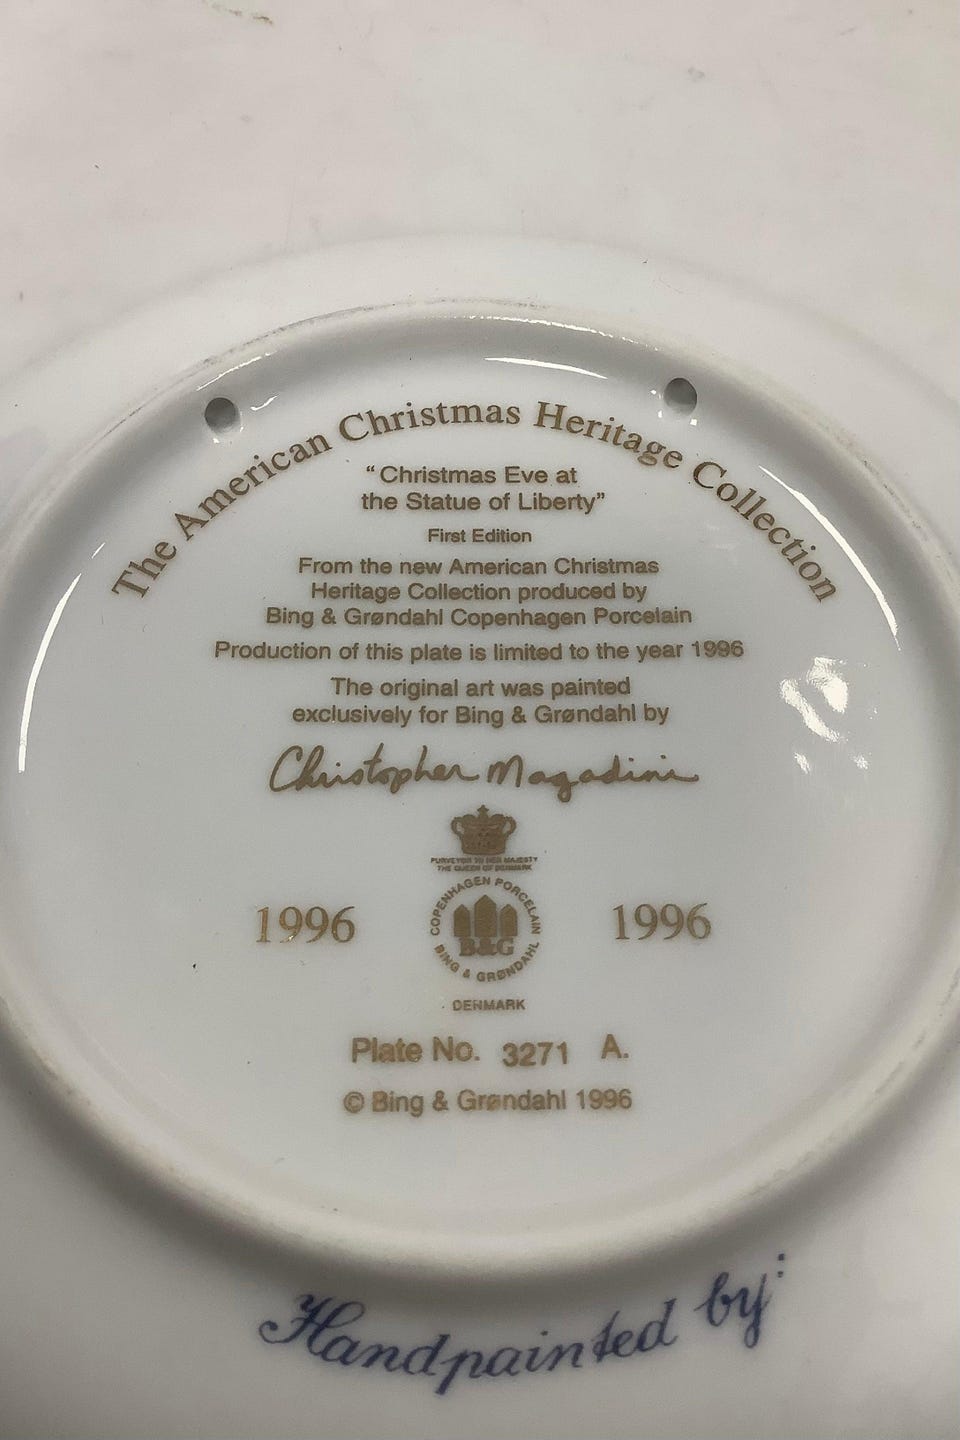 The American Christmas Heritage Collection
“Christmas Eve at
the Statue of Liberty”
First Edition
From the new American Christmas
Heritage Collection produced by
Bing & Grøndahl Copenhagen Porcelain
Production of this plate is limited to the year 1996
The original art was painted
exclusively for Bing & Grøndahl by
Christopher Magadini
PURVEYOR TO HER MAJESTY
THE QUEEN OF DENMARK
COPENHAGEN PORCELAIN
B&G
BING & GRØNDAHL
1996 1996
DENMARK
Plate No. 3271 A.
© Bing & Grøndahl 1996
Handpainted by: